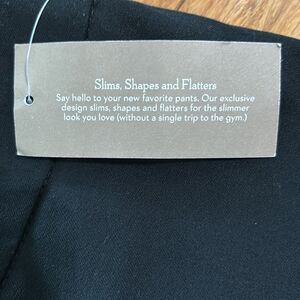 Slims, Shapes and Flatters
Say hello to your new favorite pants. Our exclusive
design slims, shapes and flatters for the slimmer
look you love (without a single trip to the gym.)